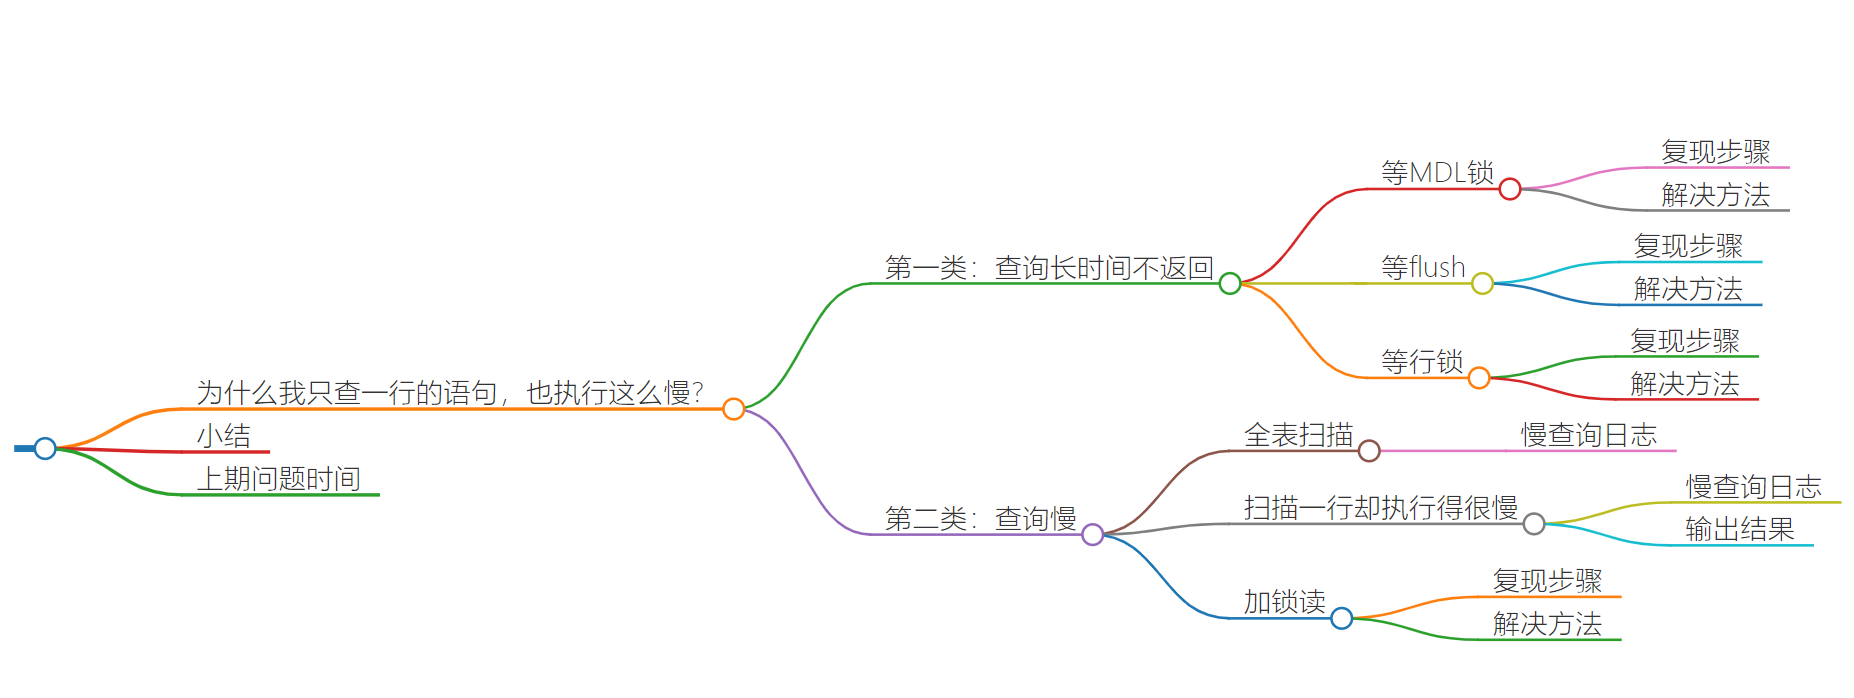 为什么我只查一行的语句，也执行这么慢？
第一类：查询长时间不返回
等MDL锁
复现步骤
解决方法
等flush
复现步骤
解决方法
等行锁
复现步骤
解决方法
第二类：查询慢
全表扫描
慢查询日志
扫描一行却执行得很慢
慢查询日志
输出结果
加锁读
复现步骤
解决方法
小结
上期问题时间